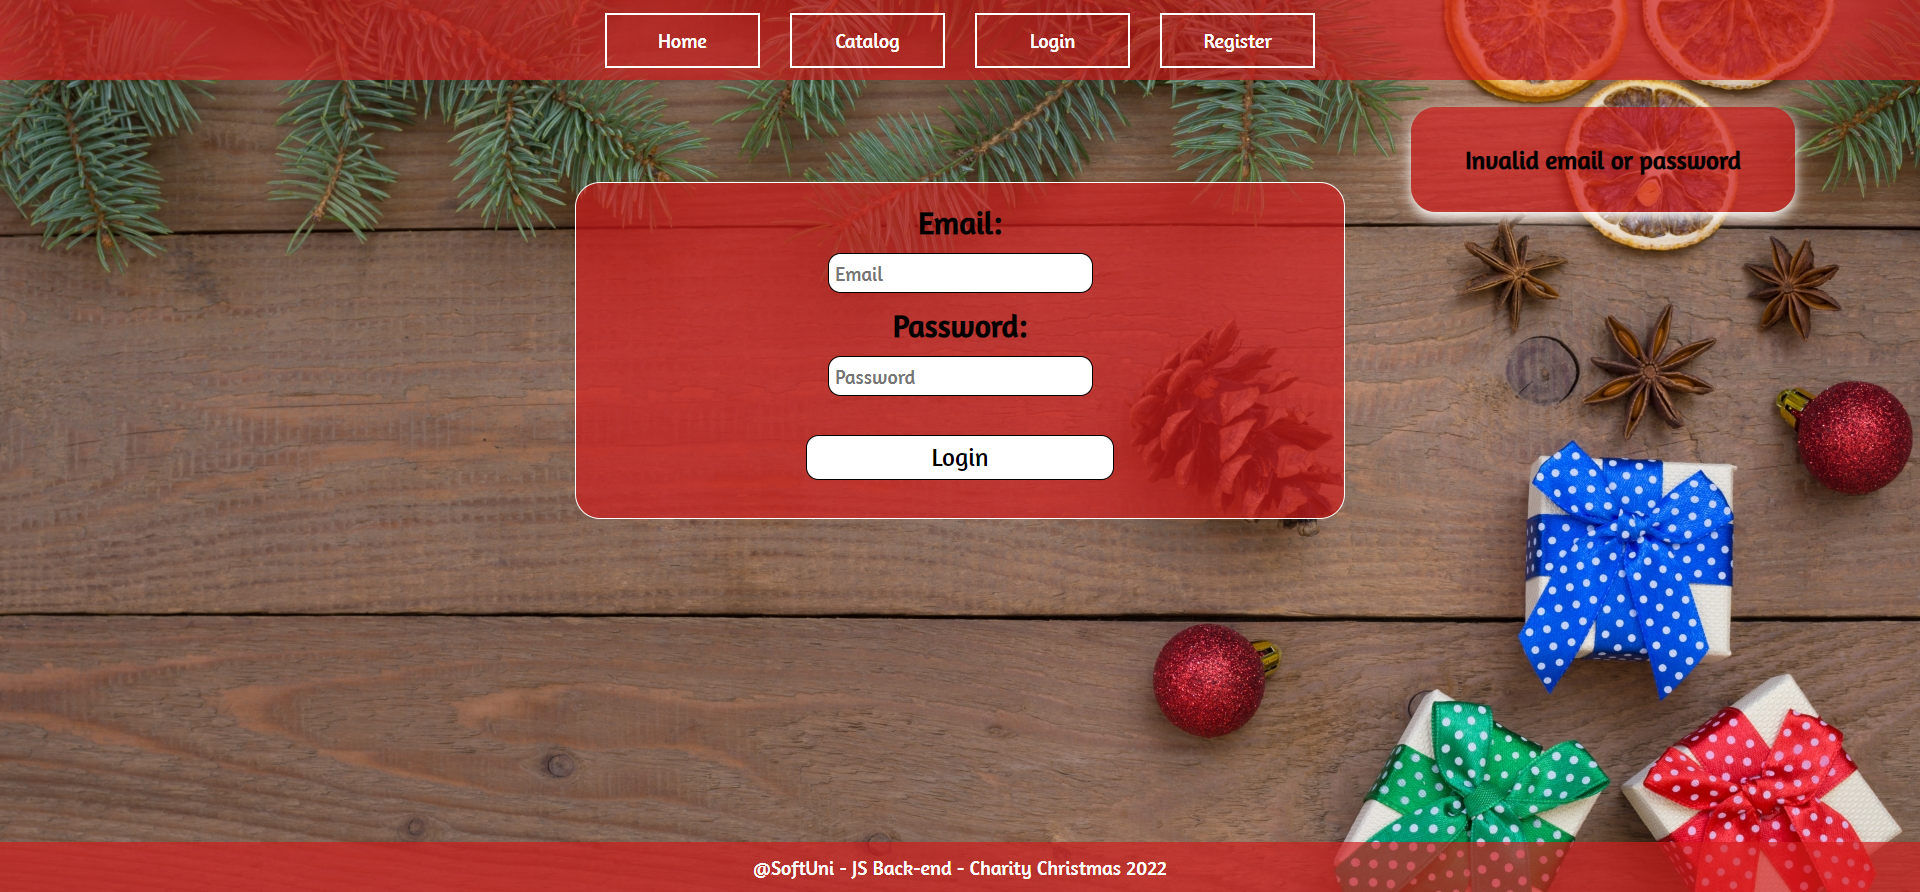 Home
Catalog
Login
Register
Invalid email or password
Email:
Email
Password:
Password
Login
@SoftUni - JS Back-end - Charity Christmas 2022